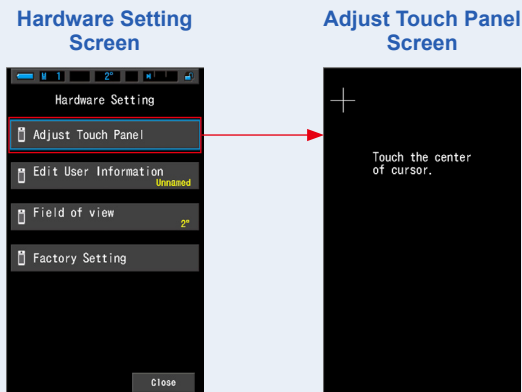 Hardware Setting
Screen
M 1 2°
Hardware Setting
Adjust Touch Panel
Edit User Information
Unnamed
Field of view
2°
Factory Setting
Close
Adjust Touch Panel
Screen
Touch the center
of cursor.